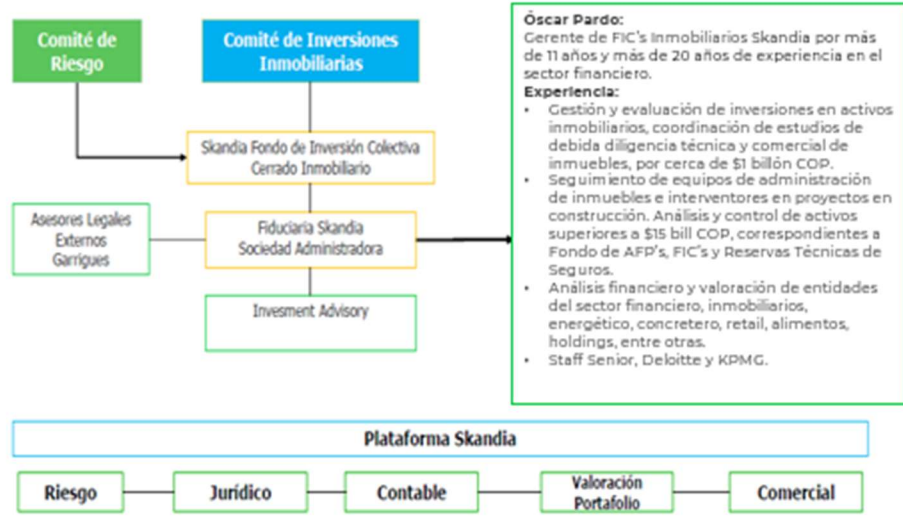 Comité de
Riesgo
Comité de Inversiones
Inmobiliarias
Skandia Fondo de Inversión Colectiva
Cerrado Inmobiliario
Asesores Legales
Externos
Garrigues
Fiduciaria Skandia
Sociedad Administradora
Invesment Advisory
Óscar Pardo:
Gerente de FIC's Inmobiliarios Skandia por más
de 11 años y más de 20 años de experiencia en el
sector financiero.
Experiencia:
• Gestión y evaluación de inversiones en activos
inmobiliarios, coordinación de estudios de
debida diligencia técnica y comercial de
inmuebles, por cerca de $1 billón COP.
• Seguimiento de equipos de administración
de inmuebles e interventores en proyectos en
construcción. Análisis y control de activos
superiores a $15 bill COP, correspondientes a
Fondo de AFP's, FIC's y Reservas Técnicas de
Seguros.
• Análisis financiero y valoración de entidades
del sector financiero, inmobiliarios,
energético, concretero, retail, alimentos,
holdings, entre otras.
• Staff Senior, Deloitte y KPMG.
Plataforma Skandia
Riesgo
Jurídico
Contable
Valoración
Portafolio
Comercial